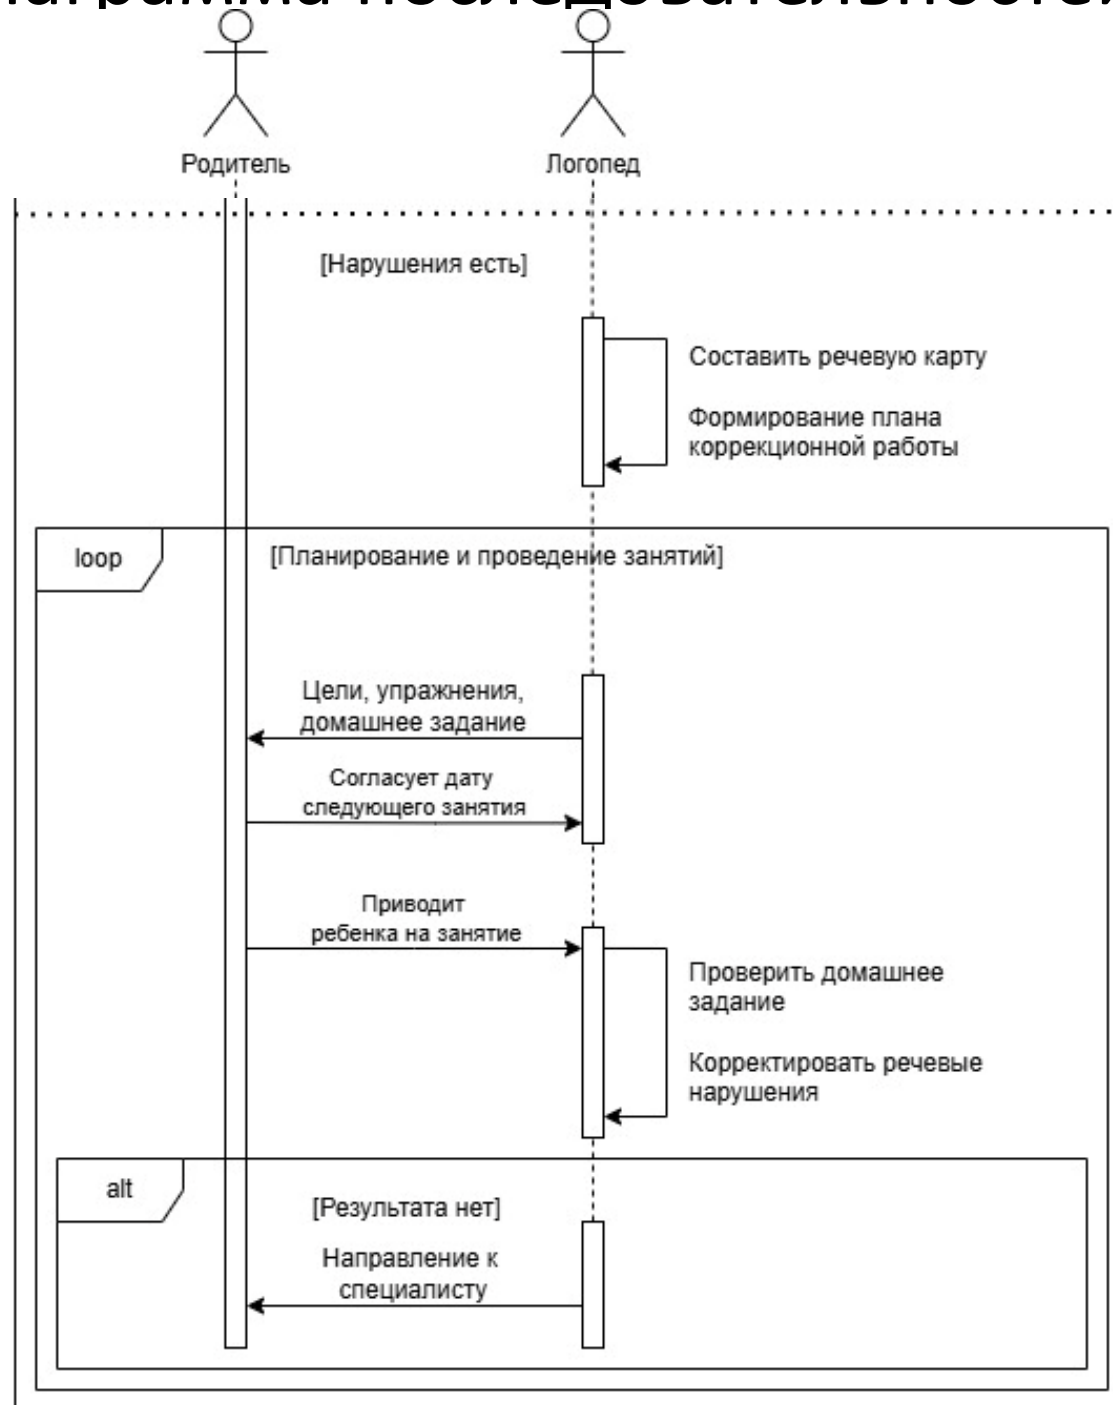 Родитель
Логопед
[Нарушения есть]
Составить речевую карту
Формирование плана
коррекционной работы
loop
[Планирование и проведение занятий]
Цели, упражнения,
домашнее задание
Согласует дату
следующего занятия
Приводит
ребенка на занятие
Проверить домашнее
задание
Корректировать речевые
нарушения
alt
[Результата нет]
Направление к
специалисту